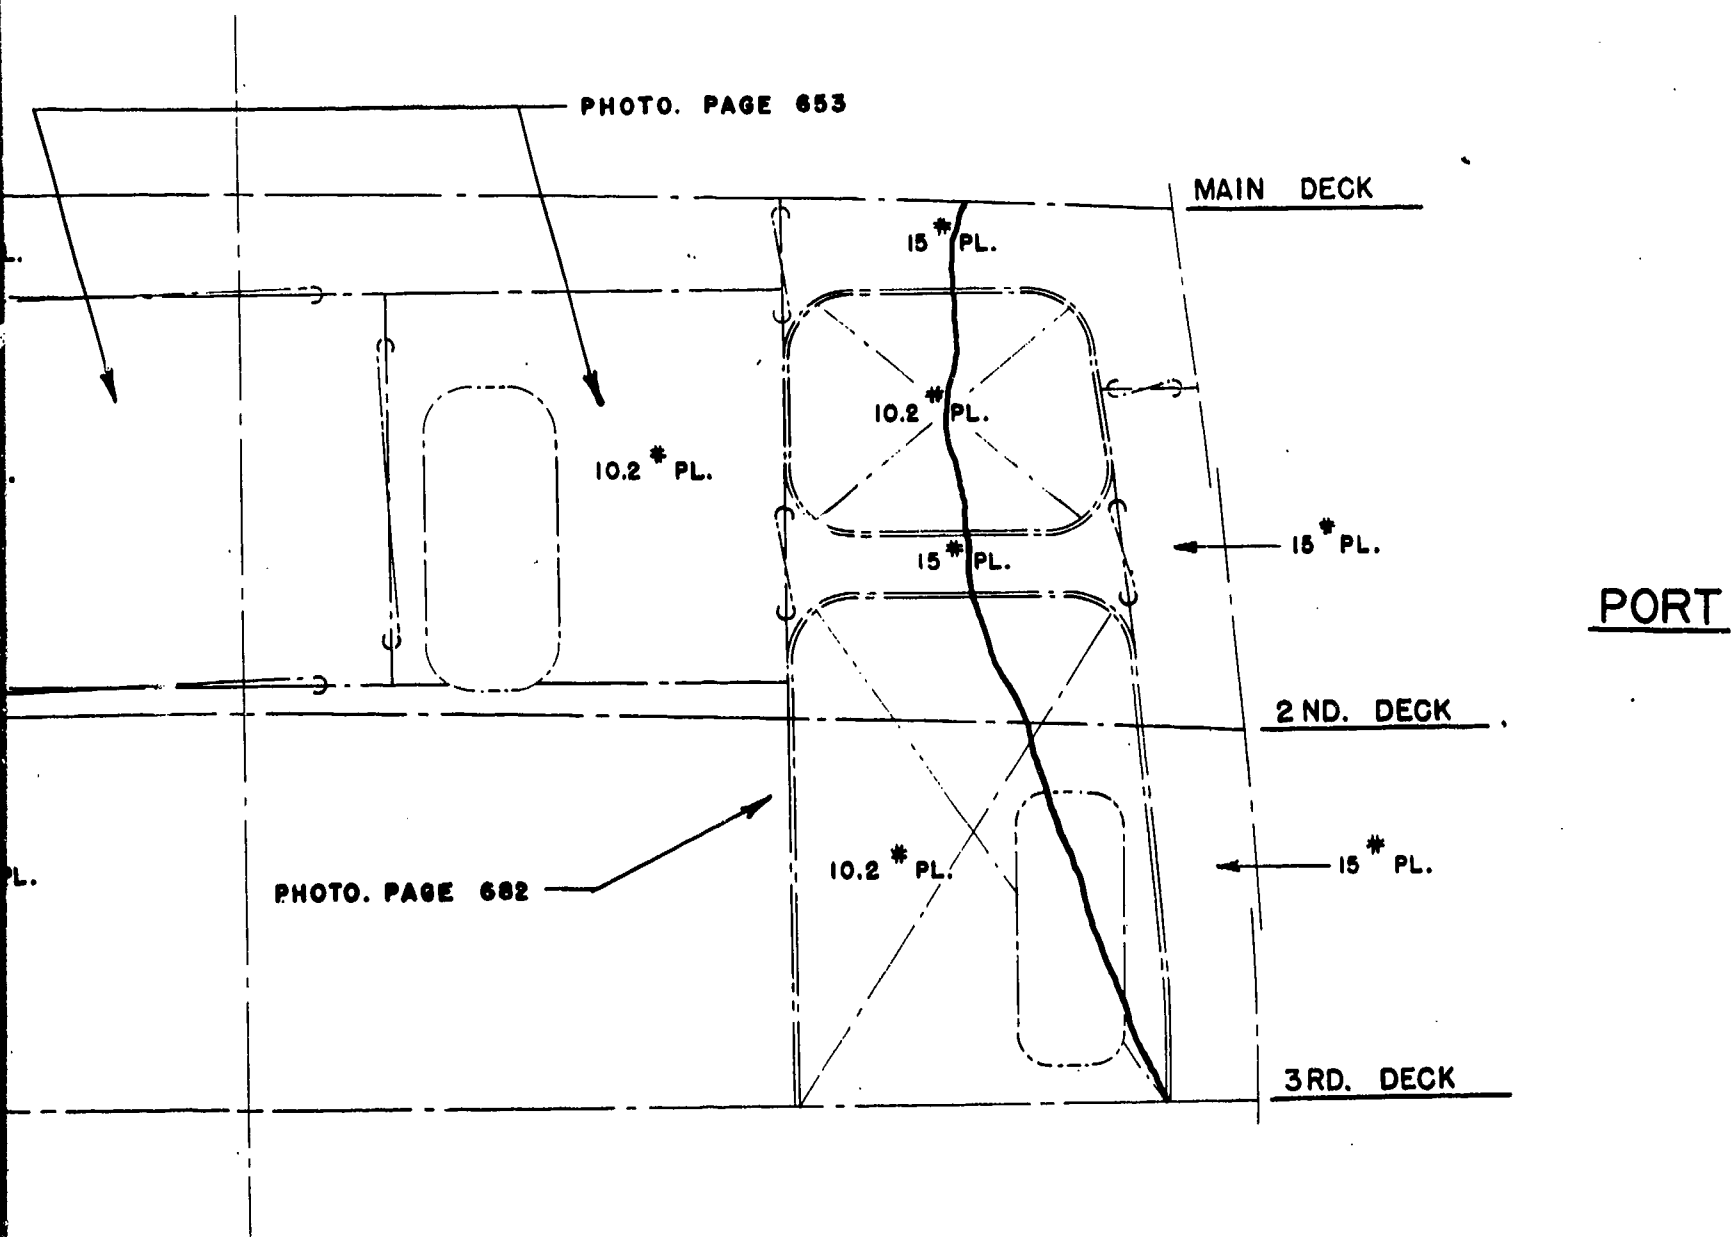 PHOTO. PAGE 653
MAIN DECK
15 # PL.
L.
10.2 # PL.
10.2 # PL.
15 # PL.
15 # PL.
PORT
2 ND. DECK
10.2 # PL.
15 # PL.
PL.
PHOTO. PAGE 682
3RD. DECK